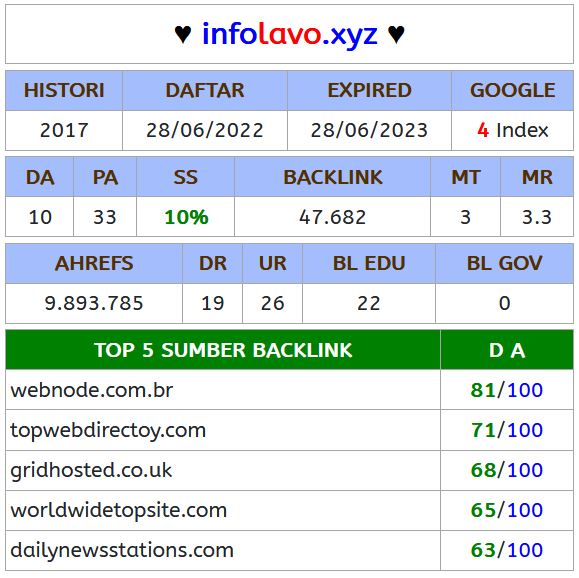 ♥ infolavo.xyz ♥
HISTORI DAFTAR EXPIRED GOOGLE
2017 28/06/2022 28/06/2023 4 Index
DA PA SS BACKLINK MT MR
10 33 10% 47.682 3 3.3
AHREFS DR UR BL EDU BL GOV
9.893.785 19 26 22 0
TOP 5 SUMBER BACKLINK D A
webnode.com.br 81/100
topwebdirectoy.com 71/100
gridhosted.co.uk 68/100
worldwidetopsite.com 65/100
dailynewsstations.com 63/100